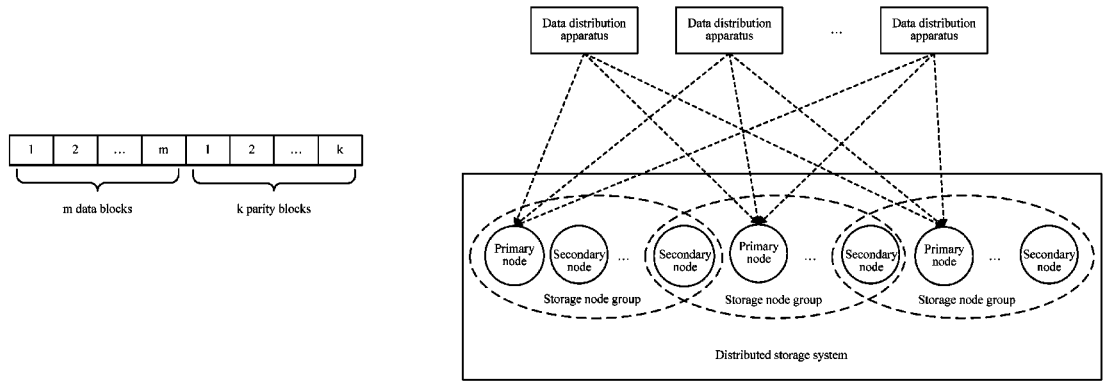 1 2 ... m 1 2 ... k
m data blocks
k parity blocks
Data distribution
apparatus
Data distribution
apparatus
...
Data distribution
apparatus
Primary
node
Secondary
node
...
Secondary
node
Primary
node
...
Secondary
node
Primary
node
...
Secondary
node
Storage node group
Storage node group
Storage node group
Distributed storage system